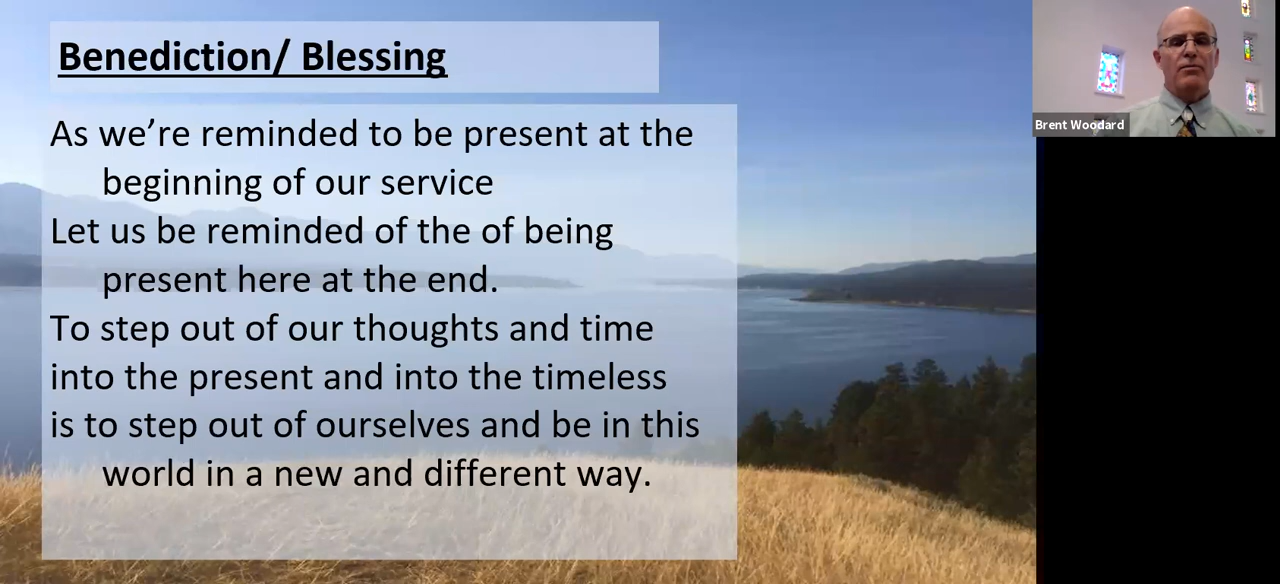 Benediction/ Blessing
As we’re reminded to be present at the
beginning of our service
Let us be reminded of the of being
present here at the end.
To step out of our thoughts and time
into the present and into the timeless
is to step out of ourselves and be in this
world in a new and different way.
Brent Woodard